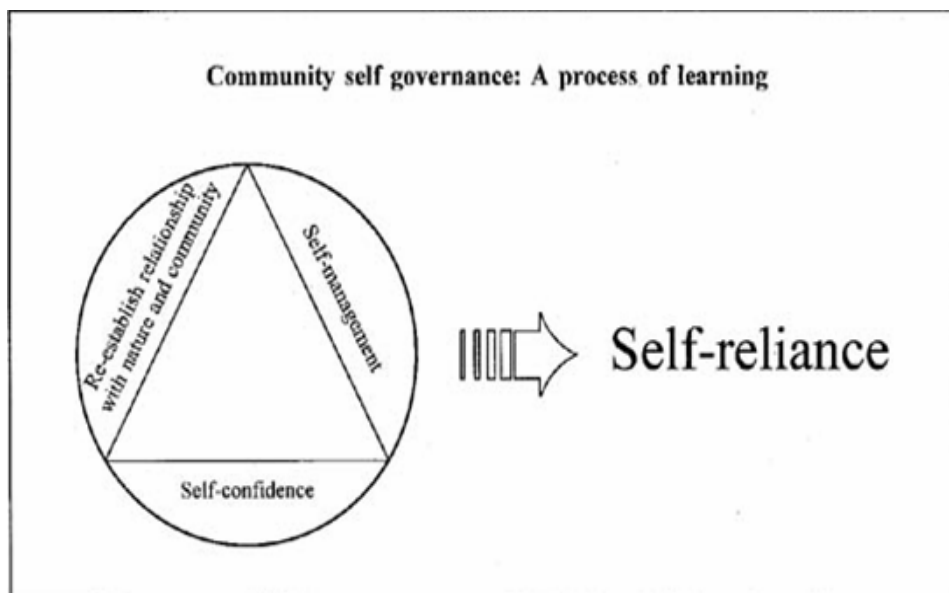 Community self governance: A process of learning
Re-establish relationship
with nature and community
Self-management
Self-confidence
Self-reliance